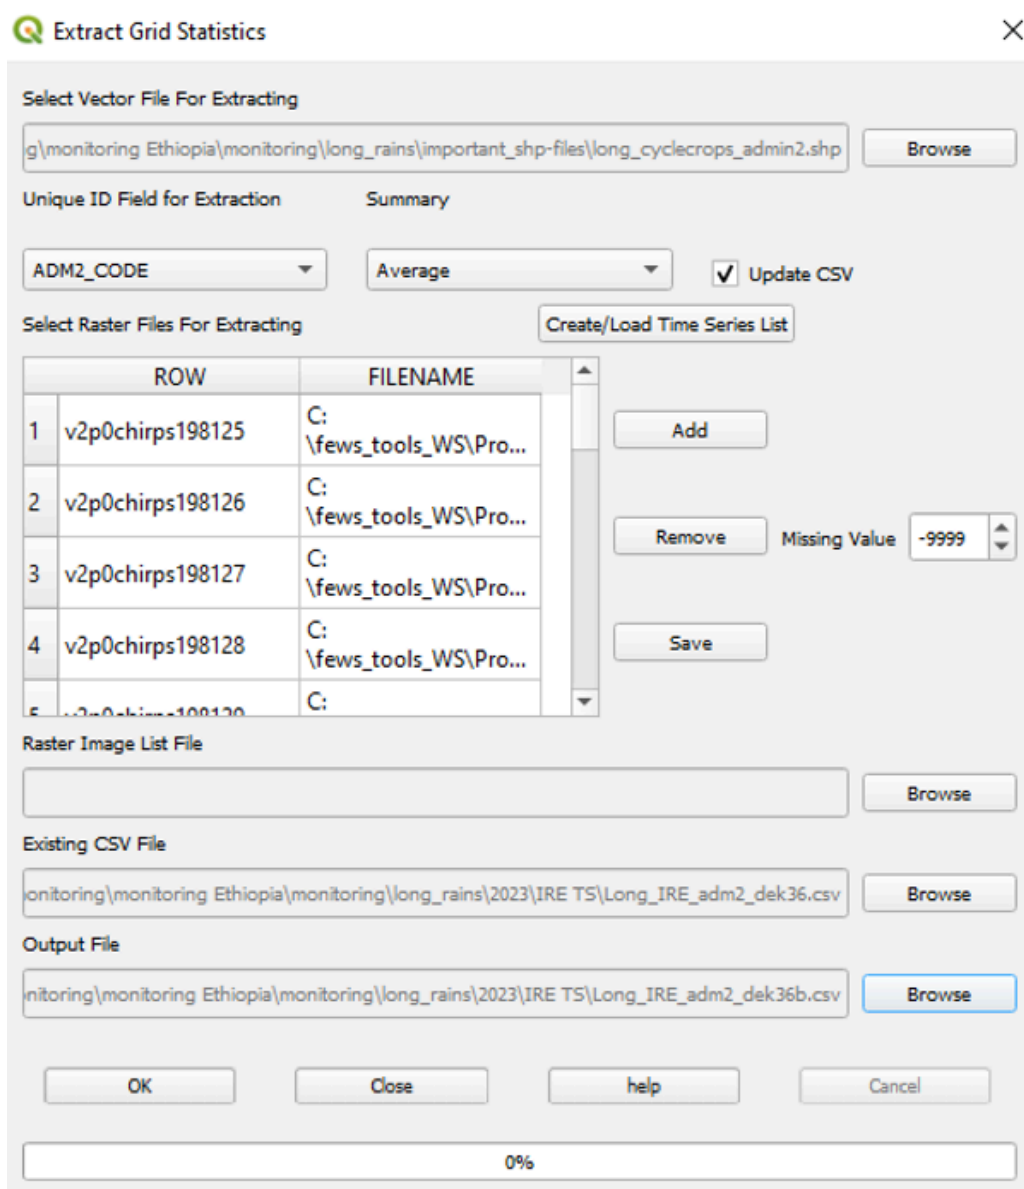 Extract Grid Statistics
Select Vector File For Extracting
g\monitoring Ethiopia\monitoring\long_rains\important_shp-files\long_cyclecrops_admin2.shp
Browse
Unique ID Field for Extraction
Summary
ADM2_CODE
Average
Update CSV
Select Raster Files For Extracting
Create/Load Time Series List
ROW
FILENAME
1
v2p0chirps198125
C:
\fews_tools_WS\Pro...
Add
2
v2p0chirps198126
C:
\fews_tools_WS\Pro...
Remove
Missing Value
-9999
3
v2p0chirps198127
C:
\fews_tools_WS\Pro...
4
v2p0chirps198128
C:
\fews_tools_WS\Pro...
Save
5
v2p0chirps198129
C:
Raster Image List File
Browse
Existing CSV File
onitoring\monitoring Ethiopia\monitoring\long_rains\2023\IRE TS\Long_IRE_adm2_dek36.csv
Browse
Output File
nitoring\monitoring Ethiopia\monitoring\long_rains\2023\IRE TS\Long_IRE_adm2_dek36b.csv
Browse
OK
Close
help
Cancel
0%